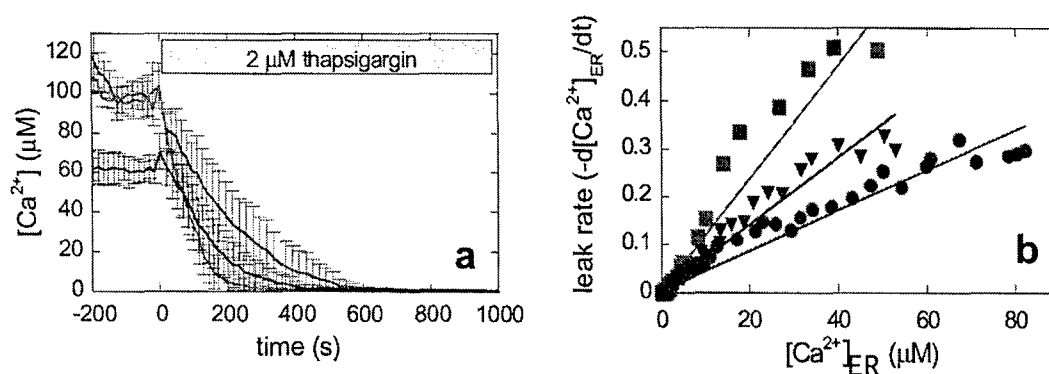 120
100
80
60
40
20
0
[Ca²⁺] (μM)
2 μM thapsigargin
a
-200 0 200 400 600 800 1000
time (s)
0.5
0.4
0.3
0.2
0.1
0
leak rate (-d[Ca²⁺]ER/dt)
b
0 20 40 60 80
[Ca²⁺]ER (μM)